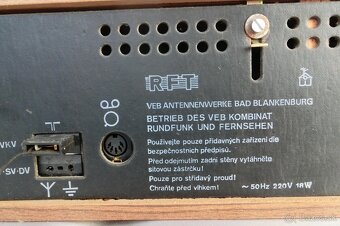 RFT
VEB ANTENNENWERKE BAD BLANKENBURG
BETRIEB DES VEB KOMBINAT
RUNDFUNK UND FERNSEHEN
VKV
SV-DV
Používejte pouze přídavných zařízení dle
bezpečnostních předpisů.
Před odejmutím zadní stěny vytáhněte
síťovou zástrčku!
Pouze pro střídavý proud!
Chraňte před vlhkem!
~50Hz 220V 18W